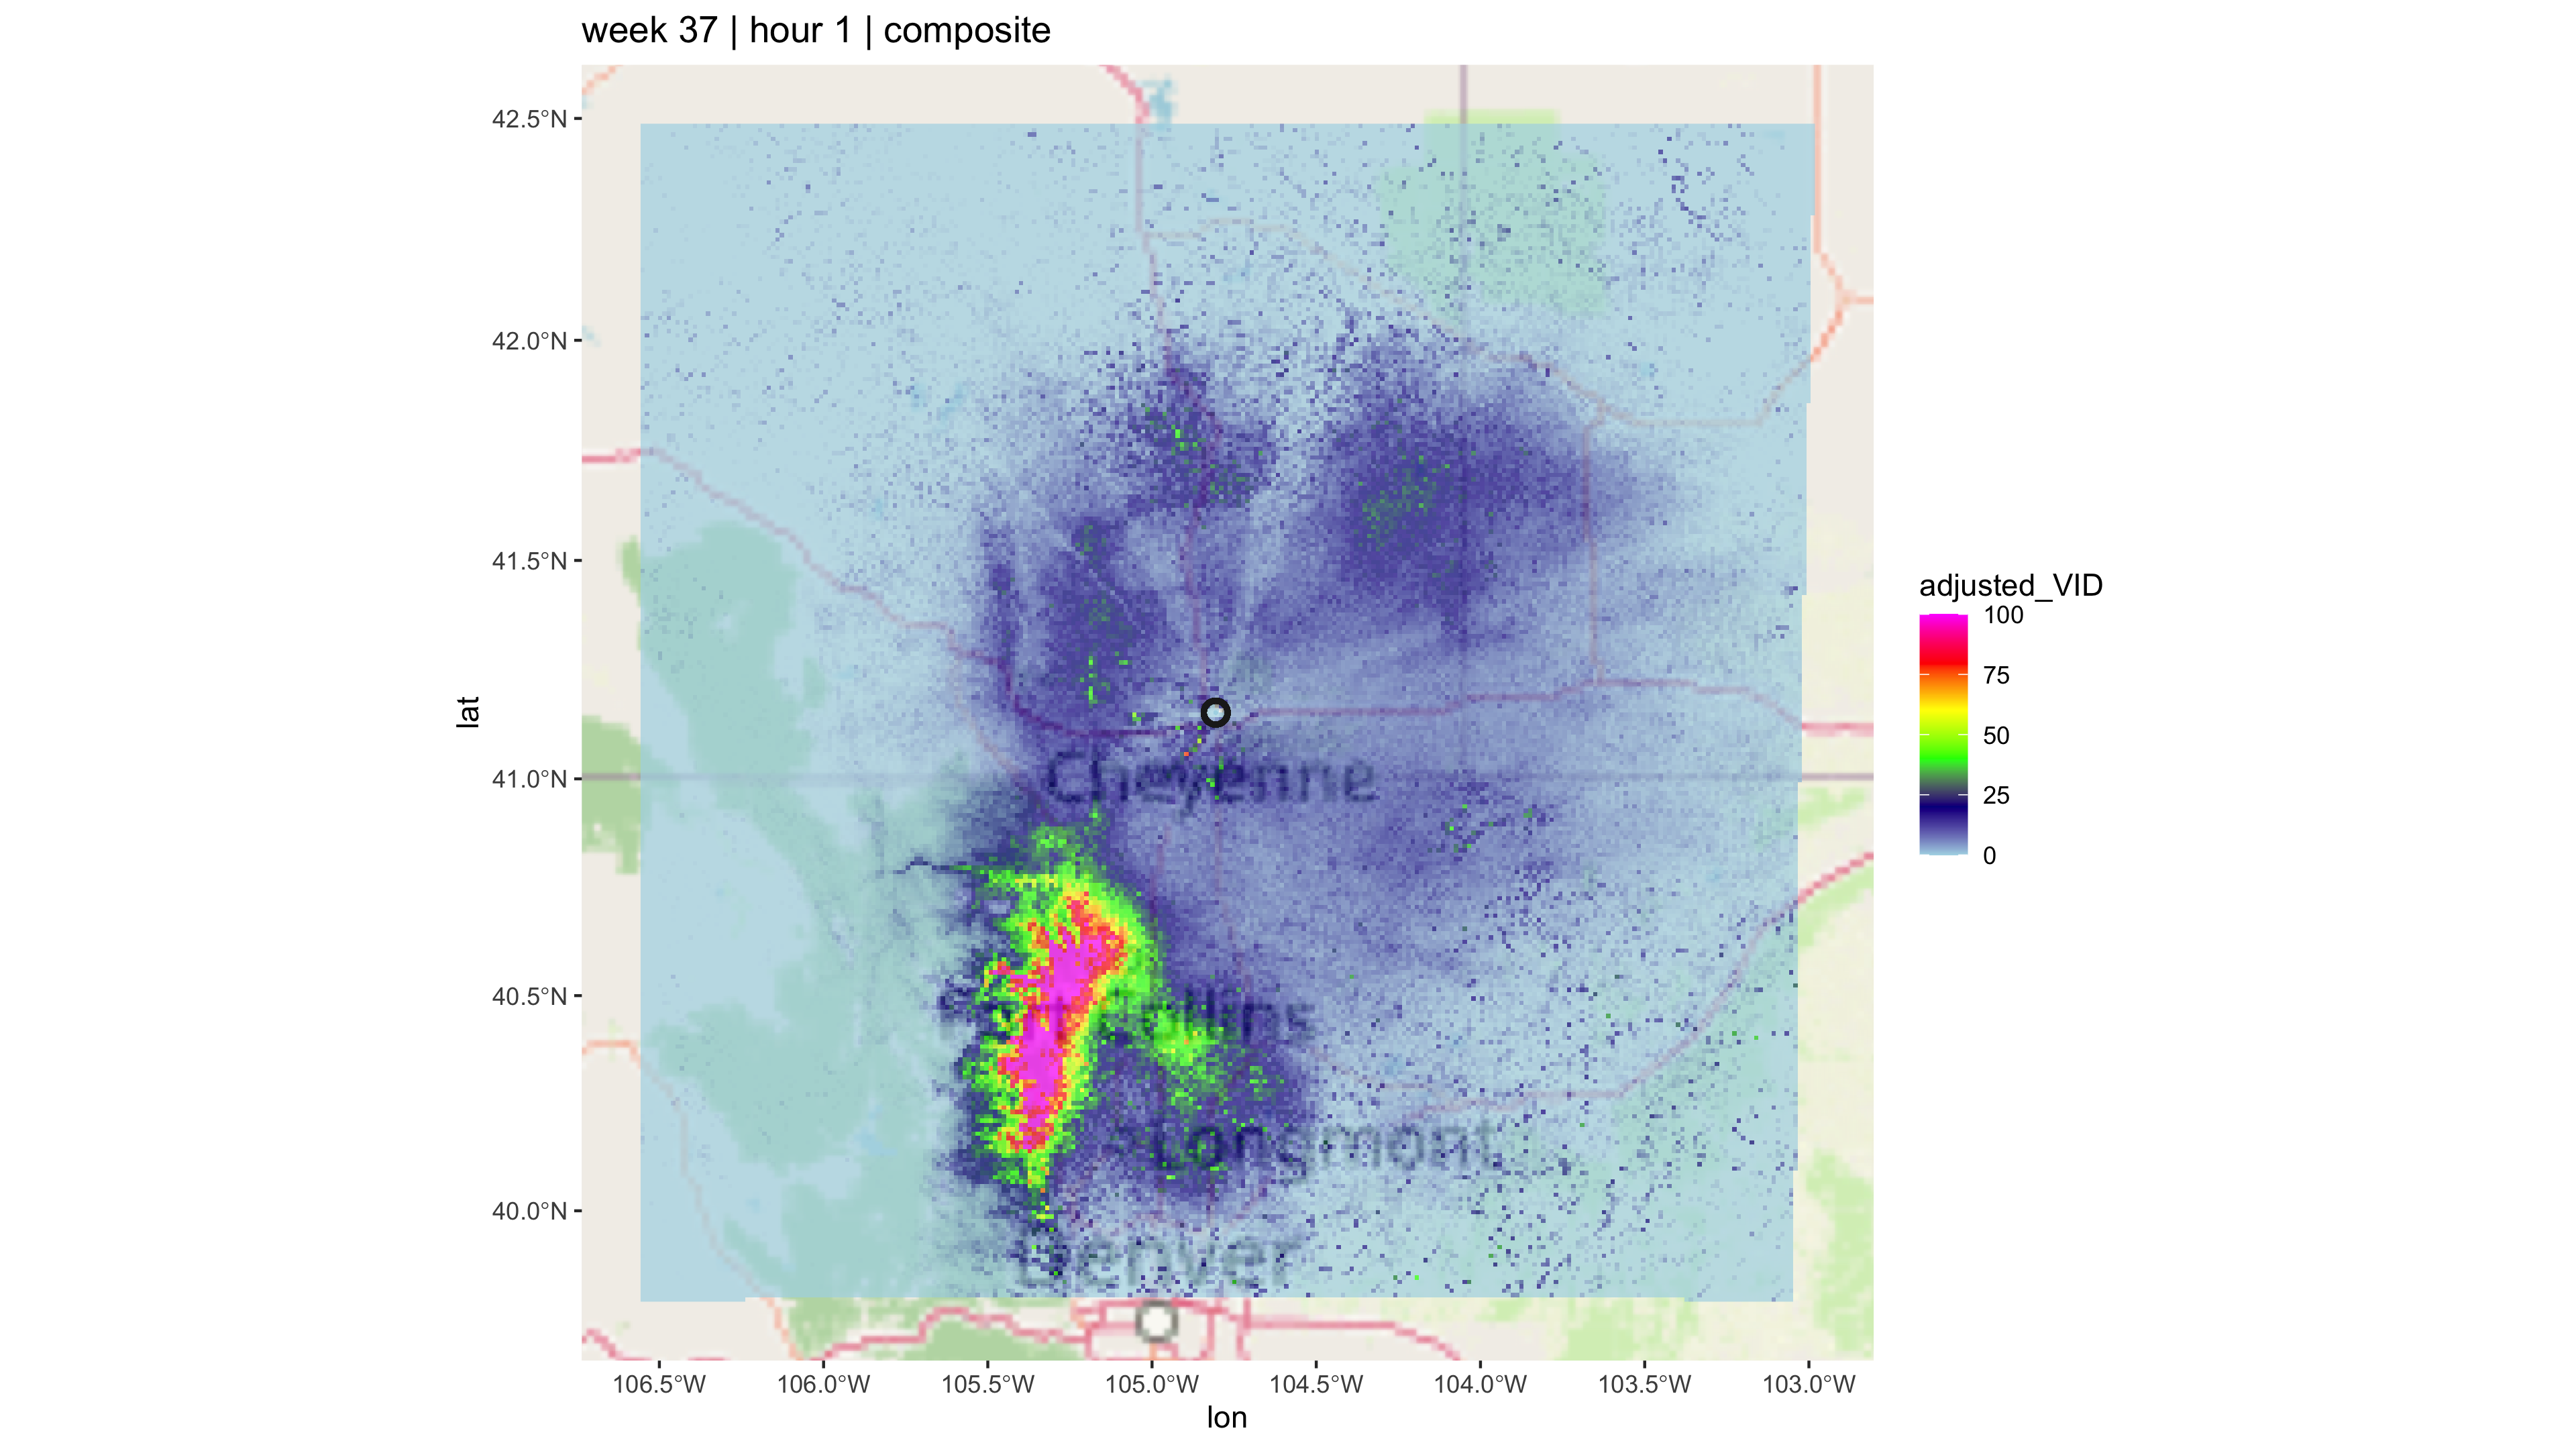 week 37 | hour 1 | composite
42.5°N
42.0°N
41.5°N
41.0°N
40.5°N
40.0°N
lat
Cheyenne
Longmont
Denver
106.5°W 106.0°W 105.5°W 105.0°W 104.5°W 104.0°W 103.5°W 103.0°W
lon
adjusted_VID
100
75
50
25
0